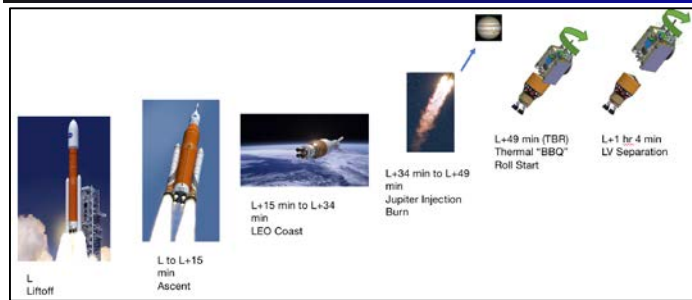 L
Liftoff
L to L+15
min
Ascent
L+15 min to L+34
min
LEO Coast
L+34 min to L+49
min
Jupiter Injection
Burn
L+49 min (TBR)
Thermal "BBQ"
Roll Start
L+1 hr 4 min
LV Separation